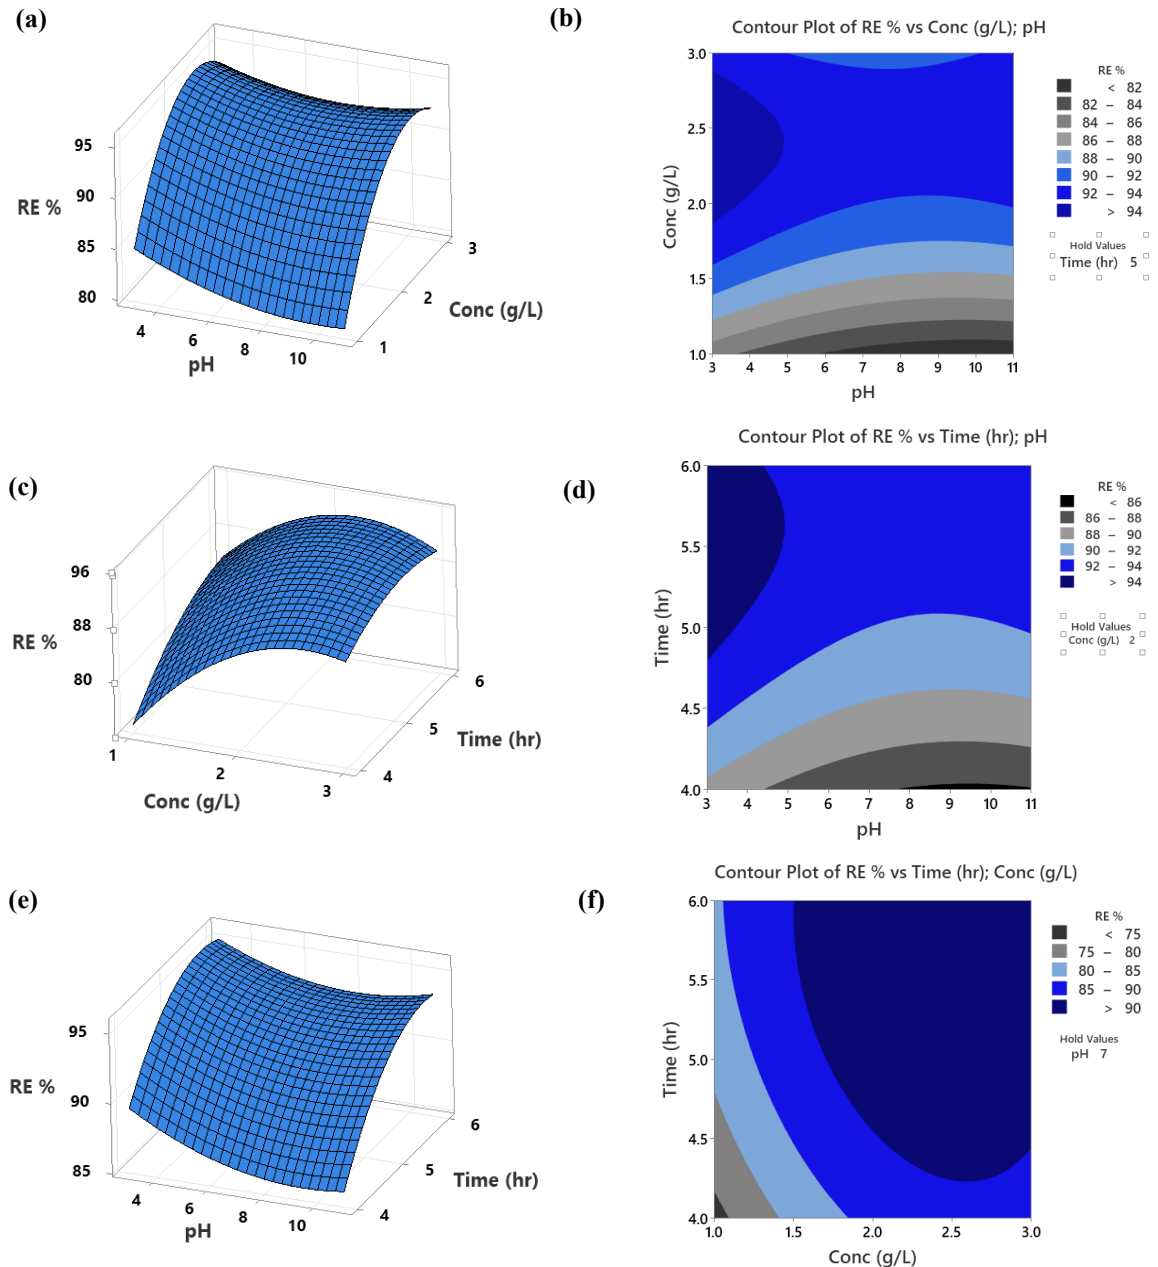 (a)
95
90
RE %
85
80
4
6
8
10
pH
1
2
3
Conc (g/L)
(b)
Contour Plot of RE % vs Conc (g/L); pH
3.0
2.5
2.0
1.5
1.0
Conc (g/L)
3 4 5 6 7 8 9 10 11
pH
RE %
< 82
82 – 84
84 – 86
86 – 88
88 – 90
90 – 92
92 – 94
> 94
Hold Values
Time (hr) 5
(c)
96
88
RE %
80
1
2
3
Conc (g/L)
4
5
6
Time (hr)
(d)
Contour Plot of RE % vs Time (hr); pH
6.0
5.5
5.0
4.5
4.0
Time (hr)
3 4 5 6 7 8 9 10 11
pH
RE %
< 86
86 – 88
88 – 90
90 – 92
92 – 94
> 94
Hold Values
Conc (g/L) 2
(e)
95
RE %
90
85
4
6
8
10
pH
4
5
6
Time (hr)
(f)
Contour Plot of RE % vs Time (hr); Conc (g/L)
6.0
5.5
5.0
4.5
4.0
Time (hr)
1.0 1.5 2.0 2.5 3.0
Conc (g/L)
RE %
< 75
75 – 80
80 – 85
85 – 90
> 90
Hold Values
pH 7